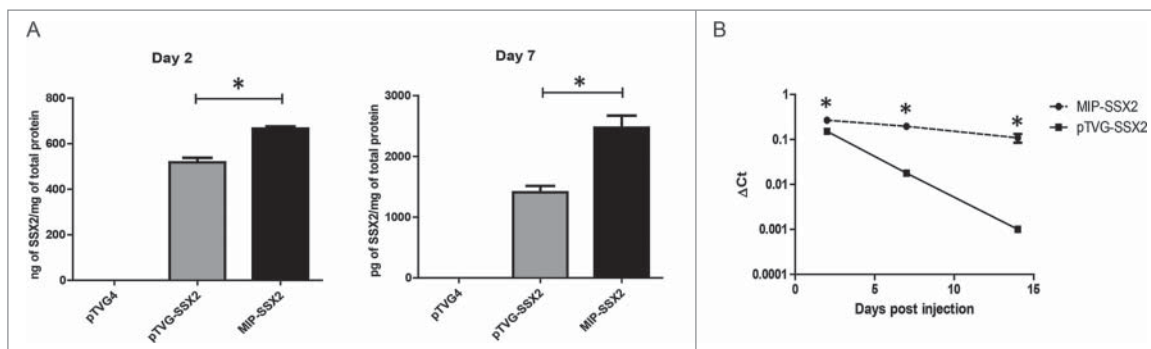 A
Day 2
*
800
600
400
200
0
ng of SSX2/mg of total protein
pTVG4
pTVG-SSX2
MIP-SSX2
Day 7
*
3000
2000
1000
0
pg of SSX2/mg of total protein
pTVG4
pTVG-SSX2
MIP-SSX2
B
1
0.1
0.01
0.001
0.0001
ΔCt
* * *
0 5 10 15
Days post injection
MIP-SSX2
pTVG-SSX2